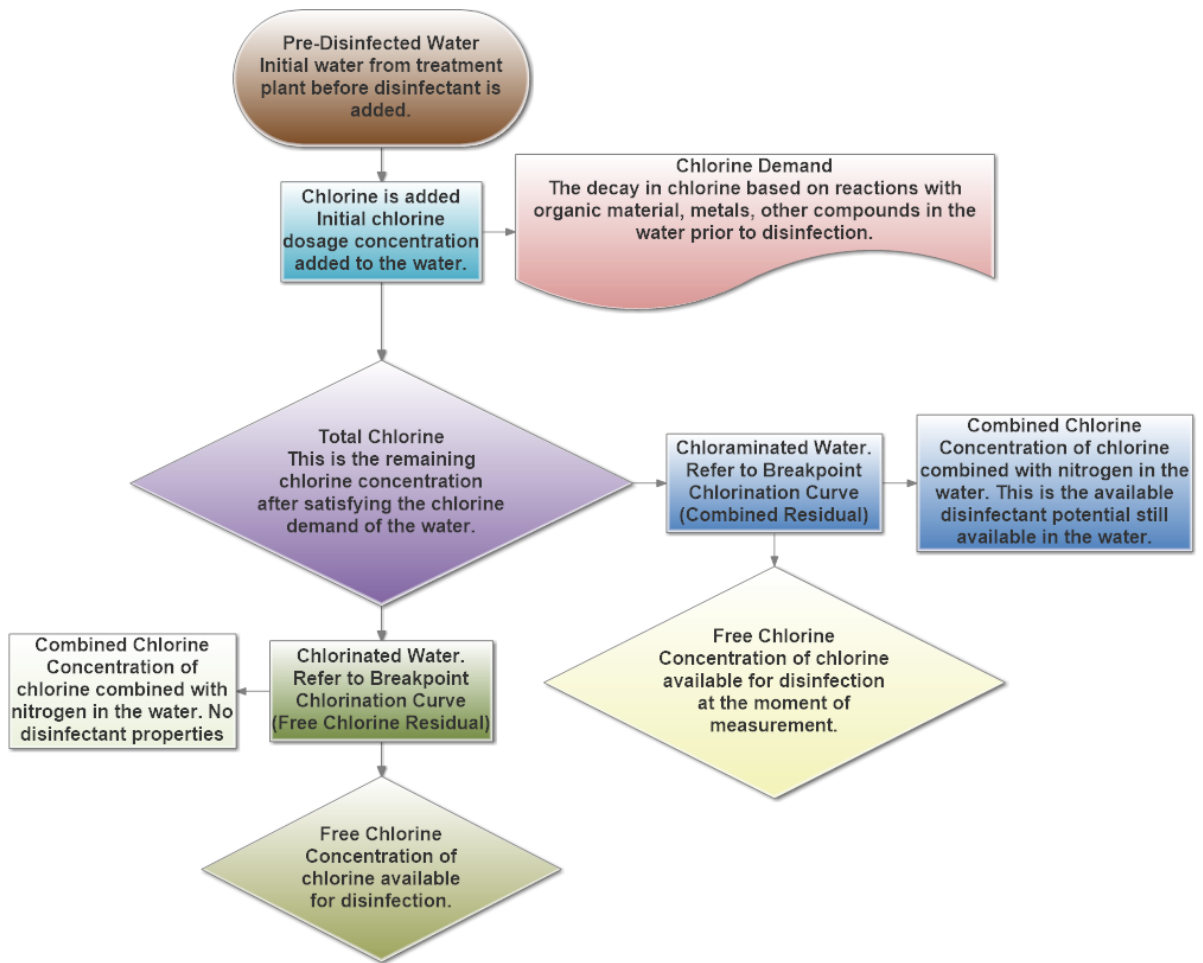 Pre-Disinfected Water
Initial water from treatment
plant before disinfectant is
added.
Chlorine is added
Initial chlorine
dosage concentration
added to the water.
Chlorine Demand
The decay in chlorine based on reactions with
organic material, metals, other compounds in the
water prior to disinfection.
Total Chlorine
This is the remaining
chlorine concentration
after satisfying the chlorine
demand of the water.
Chloraminated Water.
Refer to Breakpoint
Chlorination Curve
(Combined Residual)
Combined Chlorine
Concentration of chlorine
combined with nitrogen in the
water. This is the available
disinfectant potential still
available in the water.
Free Chlorine
Concentration of chlorine
available for disinfection
at the moment of
measurement.
Combined Chlorine
Concentration of
chlorine combined with
nitrogen in the water. No
disinfectant properties
Chlorinated Water.
Refer to Breakpoint
Chlorination Curve
(Free Chlorine Residual)
Free Chlorine
Concentration of
chlorine available
for disinfection.